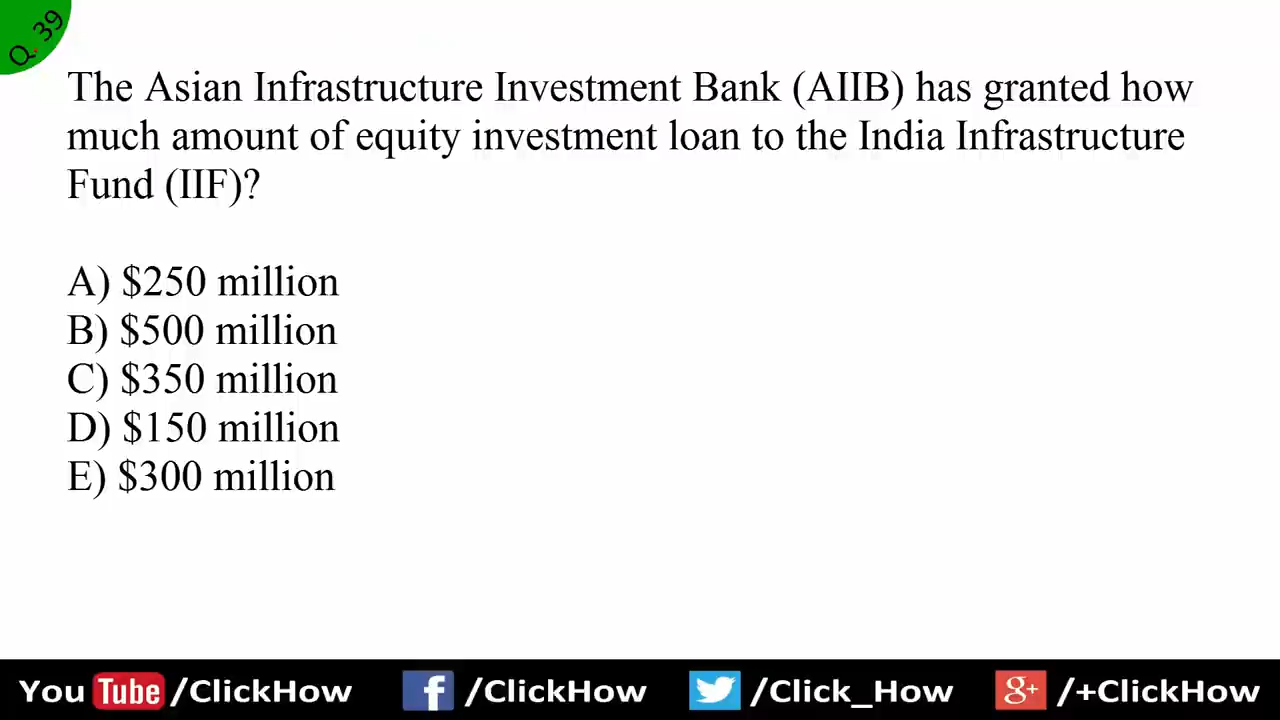 Q. 39
The Asian Infrastructure Investment Bank (AIIB) has granted how
much amount of equity investment loan to the India Infrastructure
Fund (IIF)?
A) $250 million
B) $500 million
C) $350 million
D) $150 million
E) $300 million
You Tube /ClickHow f /ClickHow /Click_How g+ /+ClickHow